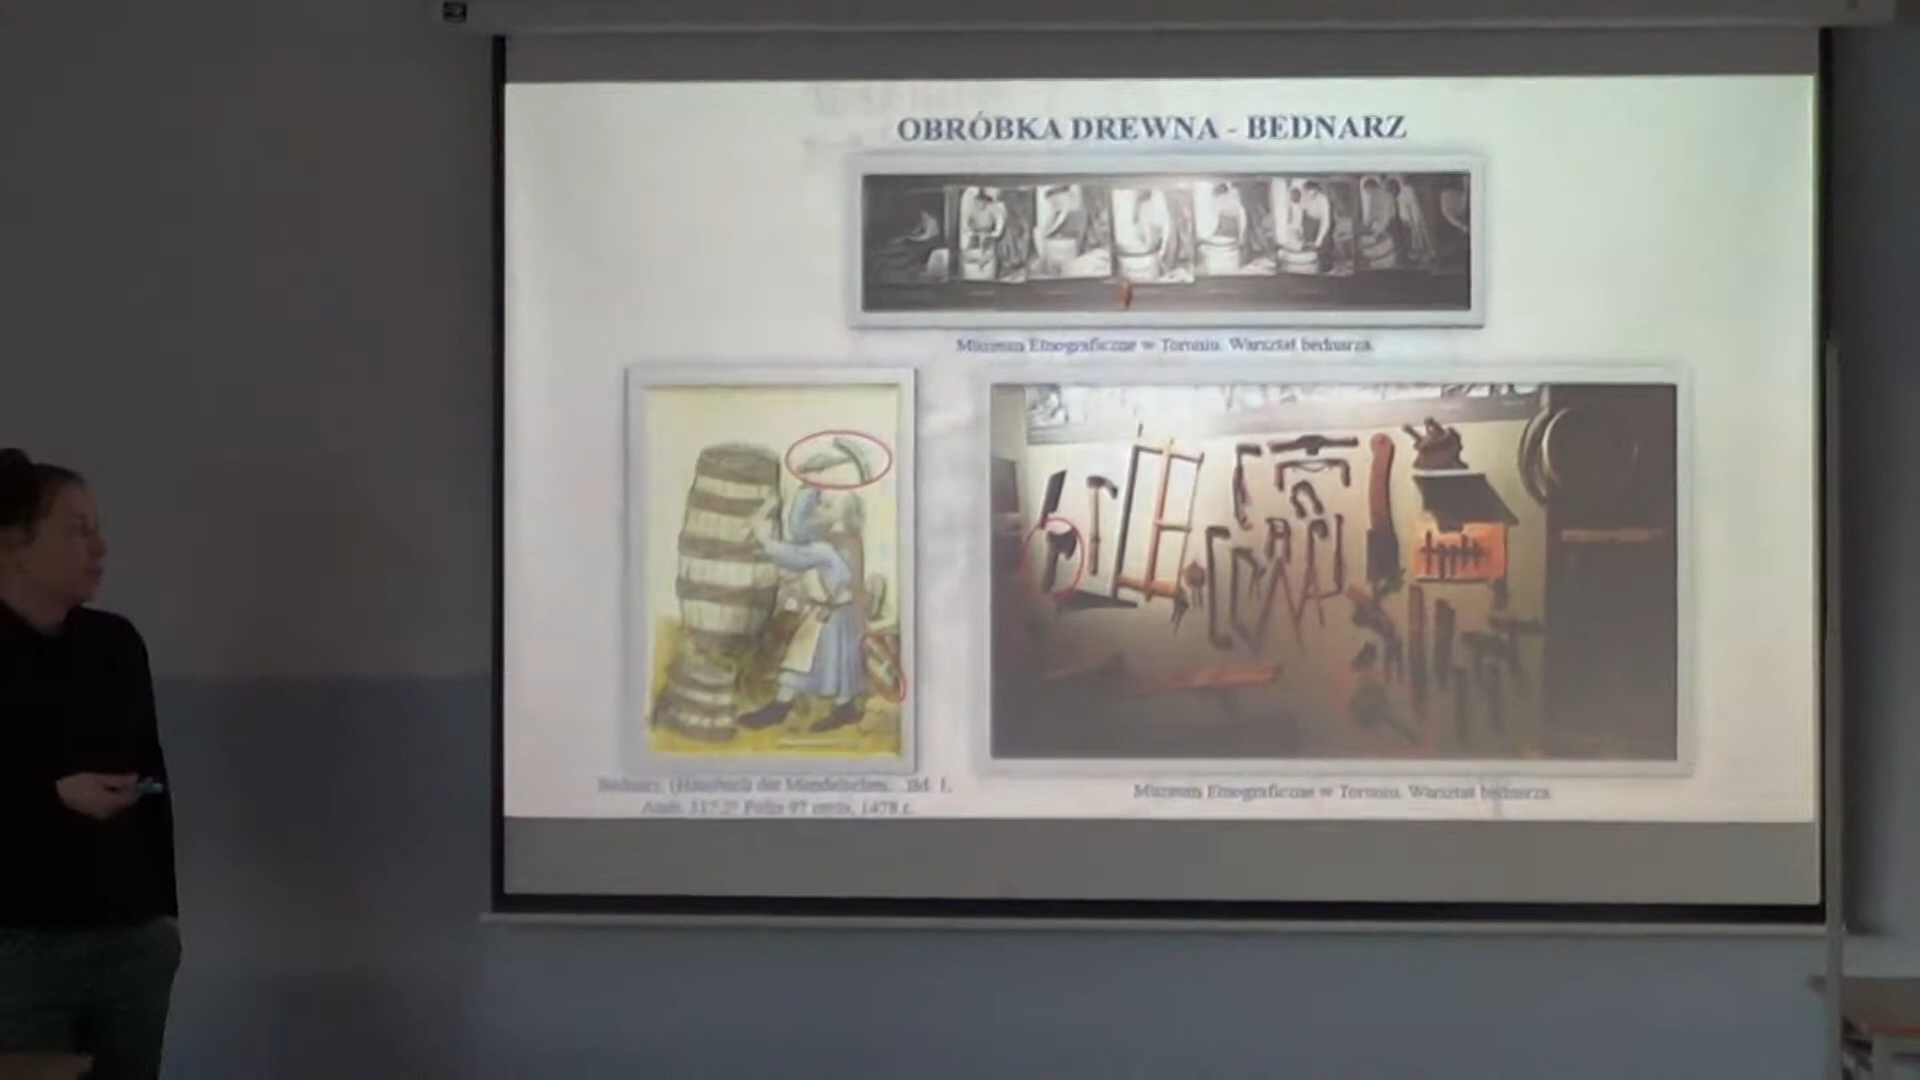 OBRÓBKA DREWNA - BEDNARZ
Muzeum Etnograficzne w Toruniu. Warsztat bednarza.
Bednarz. (Hausbuch der Mendelschen... Bd. 1.
Amb. 317.2° Folio 97 recto, 1478 r.
Muzeum Etnograficzne w Toruniu. Warsztat bednarza.